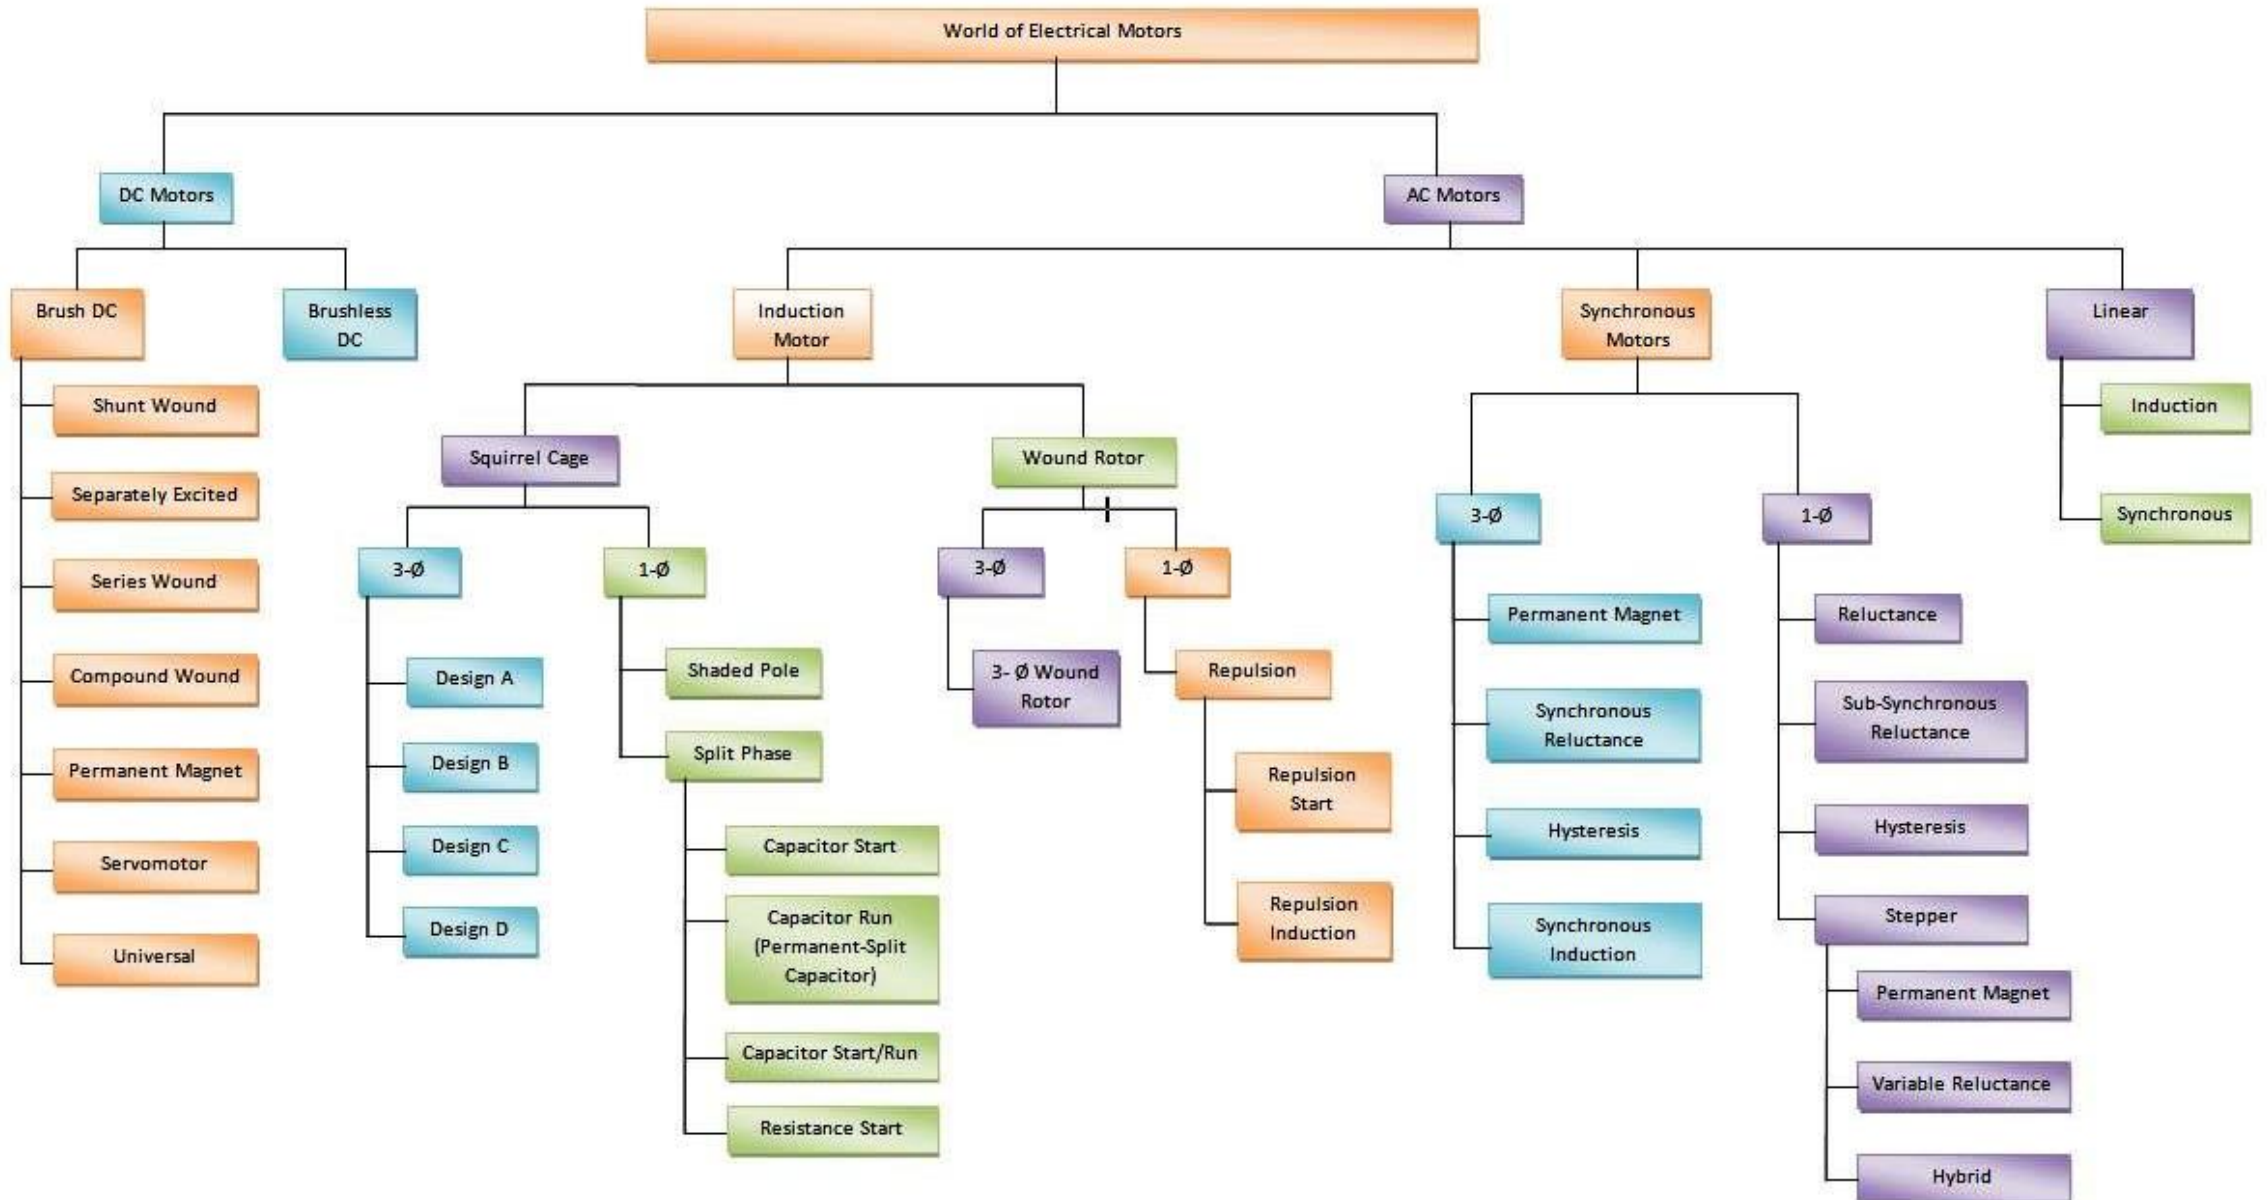 World of Electrical Motors
DC Motors
AC Motors
Brush DC
Brushless
DC
Induction
Motor
Synchronous
Motors
Linear
Shunt Wound
Separately Excited
Series Wound
Compound Wound
Permanent Magnet
Servomotor
Universal
Squirrel Cage
Wound Rotor
3-Ø
1-Ø
Design A
Design B
Design C
Design D
Shaded Pole
Split Phase
Capacitor Start
Capacitor Run
(Permanent-Split
Capacitor)
Capacitor Start/Run
Resistance Start
3-Ø
1-Ø
3- Ø Wound
Rotor
Repulsion
Repulsion
Start
Repulsion
Induction
3-Ø
1-Ø
Permanent Magnet
Synchronous
Reluctance
Hysteresis
Synchronous
Induction
Reluctance
Sub-Synchronous
Reluctance
Hysteresis
Stepper
Permanent Magnet
Variable Reluctance
Hybrid
Induction
Synchronous